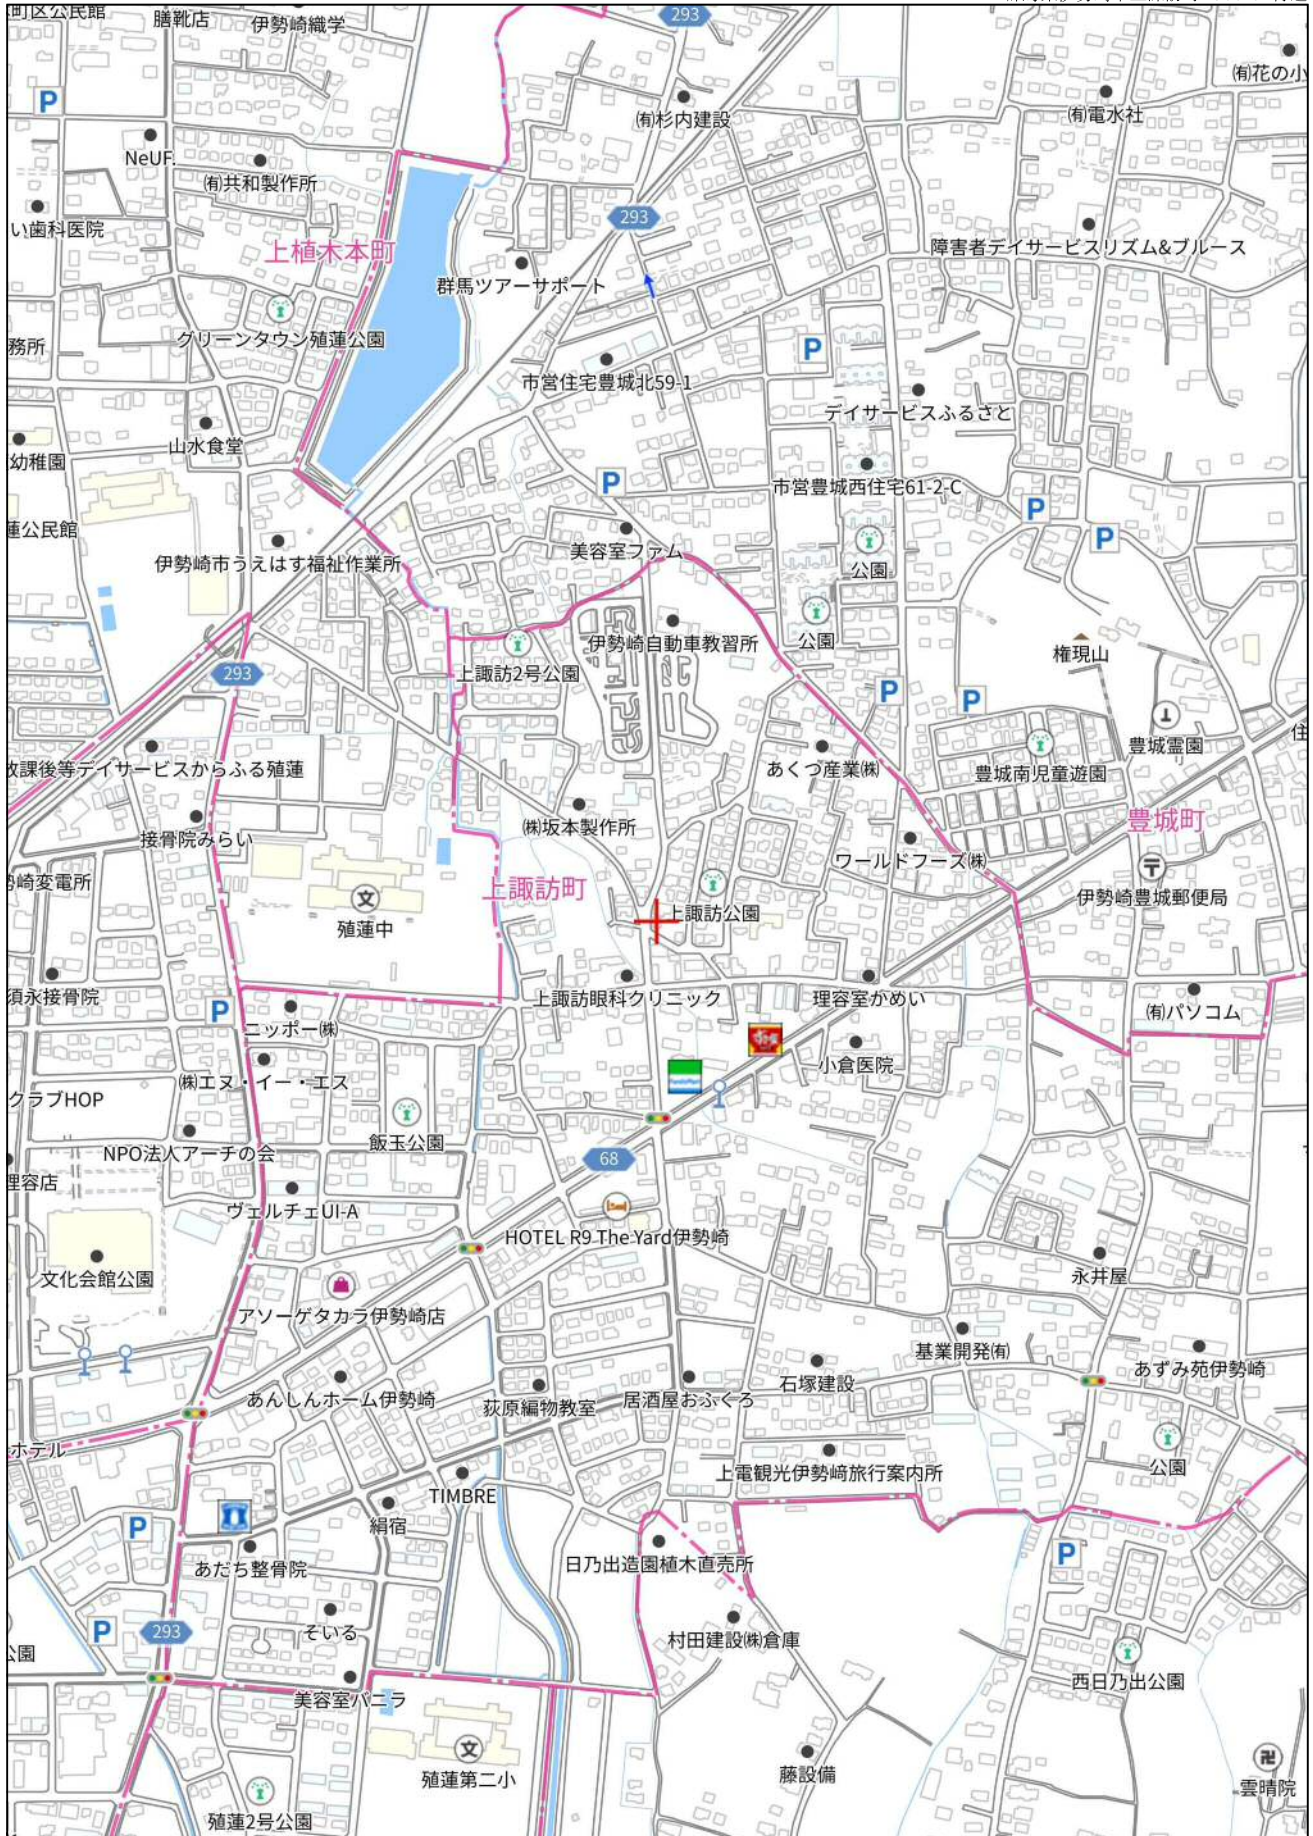 町区公民館
膳靴店
伊勢崎織学
293
(有)花の小
(有)杉内建設
(有)電水社
NeUF.
(有)共和製作所
い歯科医院
293
障害者デイサービスリズム&ブルース
上植木本町
群馬ツアーサポート
グリーンタウン殖蓮公園
務所
P
P
市営住宅豊城北59-1
デイサービスふるさと
山水食堂
幼稚園
P
市営豊城西住宅61-2-C
P
蓮公民館
P
美容室ファム
伊勢崎市うえはす福祉作業所
公園
伊勢崎自動車教習所
公園
権現山
293
上諏訪2号公園
P
P
住
豊城霊園
放課後等デイサービスからふる殖蓮
あくつ産業(株)
豊城南児童遊園
豊城町
接骨院みらい
(株)坂本製作所
ワールドフーズ(株)
勢崎変電所
上諏訪町
伊勢崎豊城郵便局
文
殖蓮中
上諏訪公園
須永接骨院
P
ニッポー(株)
上諏訪眼科クリニック
理容室かめい
(有)パソコム
小倉医院
FamilyMart
(株)エヌ・イー・エス
クラブHOP
飯玉公園
NPO法人アーチの会
68
理容店
ヴェルチェUI-A
HOTEL R9 The Yard伊勢崎
文化会館公園
永井屋
アソーゲタカラ伊勢崎店
基業開発(有)
あずみ苑伊勢崎
石塚建設
あんしんホーム伊勢崎
荻原編物教室
居酒屋おふくろ
ホテル
公園
上電観光伊勢崎旅行案内所
TIMBRE
P
絹宿
P
あだち整骨院
日乃出造園植木直売所
P
293
そいる
村田建設(株)倉庫
公園
西日乃出公園
美容室バニラ
文
殖蓮第二小
藤設備
卍
雲晴院
殖蓮2号公園